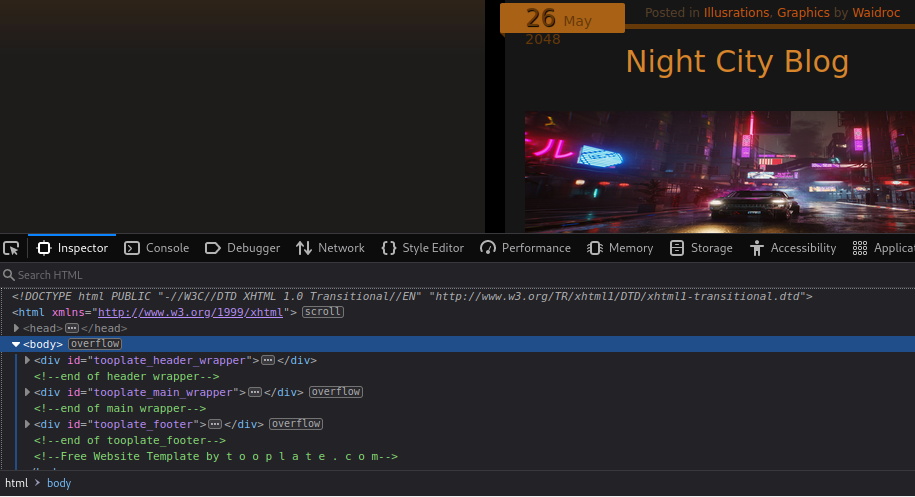 26 May
2048
Posted in Illusrations, Graphics by Waidroc
Night City Blog
ル
Inspector Console Debugger Network Style Editor Performance Memory Storage Accessibility Applica
Search HTML
<!DOCTYPE html PUBLIC "-//W3C//DTD XHTML 1.0 Transitional//EN" "http://www.w3.org/TR/xhtml1/DTD/xhtml1-transitional.dtd">
<html xmlns="http://www.w3.org/1999/xhtml"> scroll
<head>···</head>
<body> overflow
<div id="tooplate_header_wrapper">···</div>
<!--end of header wrapper-->
<div id="tooplate_main_wrapper">···</div> overflow
<!--end of main wrapper-->
<div id="tooplate_footer">···</div> overflow
<!--end of tooplate_footer-->
<!--Free Website Template by t o o p l a t e . c o m-->
html > body